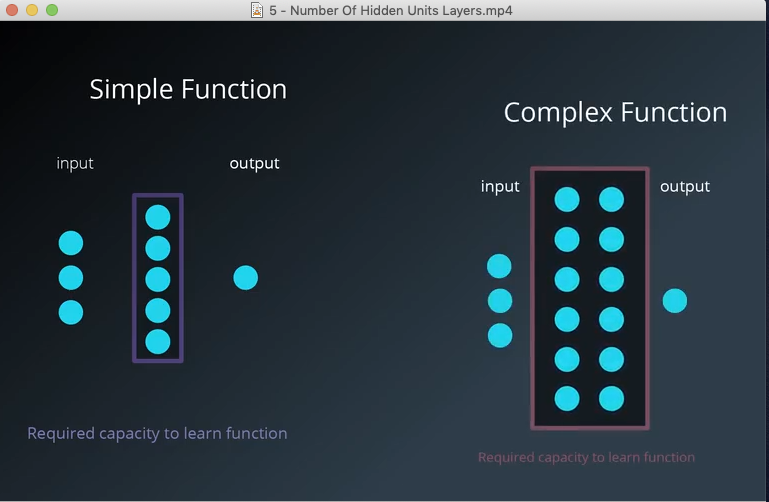 5 - Number Of Hidden Units Layers.mp4
Simple Function
input
output
Required capacity to learn function
Complex Function
input
output
Required capacity to learn function